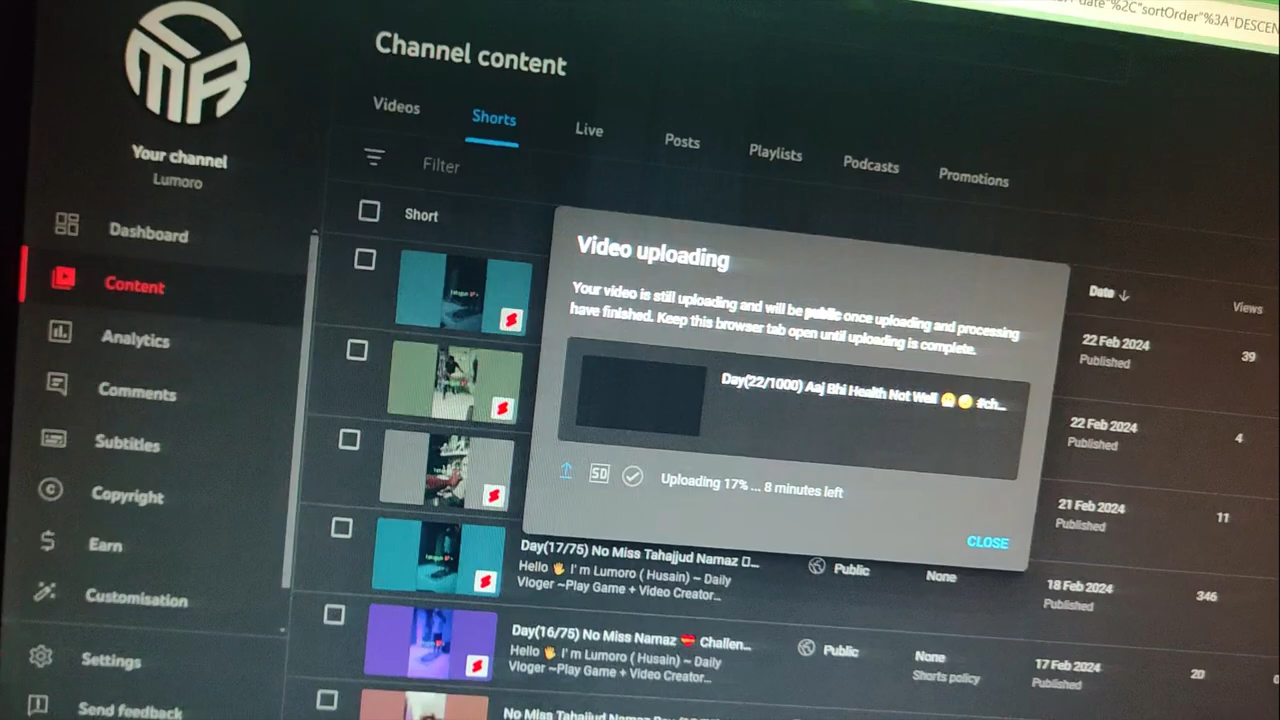 date"%2C"sortOrder"%3A"DESCEN
MR
Your channel
Lumoro
Dashboard
Content
Analytics
Comments
Subtitles
Copyright
Earn
Customisation
Settings
Send feedback
Channel content
Videos
Shorts
Live
Posts
Playlists
Podcasts
Promotions
Filter
Short
Date ↓
Views
Video uploading
Your video is still uploading and will be public once uploading and processing
have finished. Keep this browser tab open until uploading is complete.
Day(22/1000) Aaj Bhi Health Not Well 😷🤒 #ch...
SD
Uploading 17% ... 8 minutes left
CLOSE
22 Feb 2024
Published
39
22 Feb 2024
Published
4
21 Feb 2024
Published
11
Day(17/75) No Miss Tahajjud Namaz ...
Hello 🖐 I'm Lumoro ( Husain) ~ Daily
Vloger ~Play Game + Video Creator...
Public
None
18 Feb 2024
Published
346
Day(16/75) No Miss Namaz ❤️ Challen...
Hello 🖐 I'm Lumoro ( Husain) ~ Daily
Vloger ~Play Game + Video Creator...
Public
None
Shorts policy
17 Feb 2024
Published
20